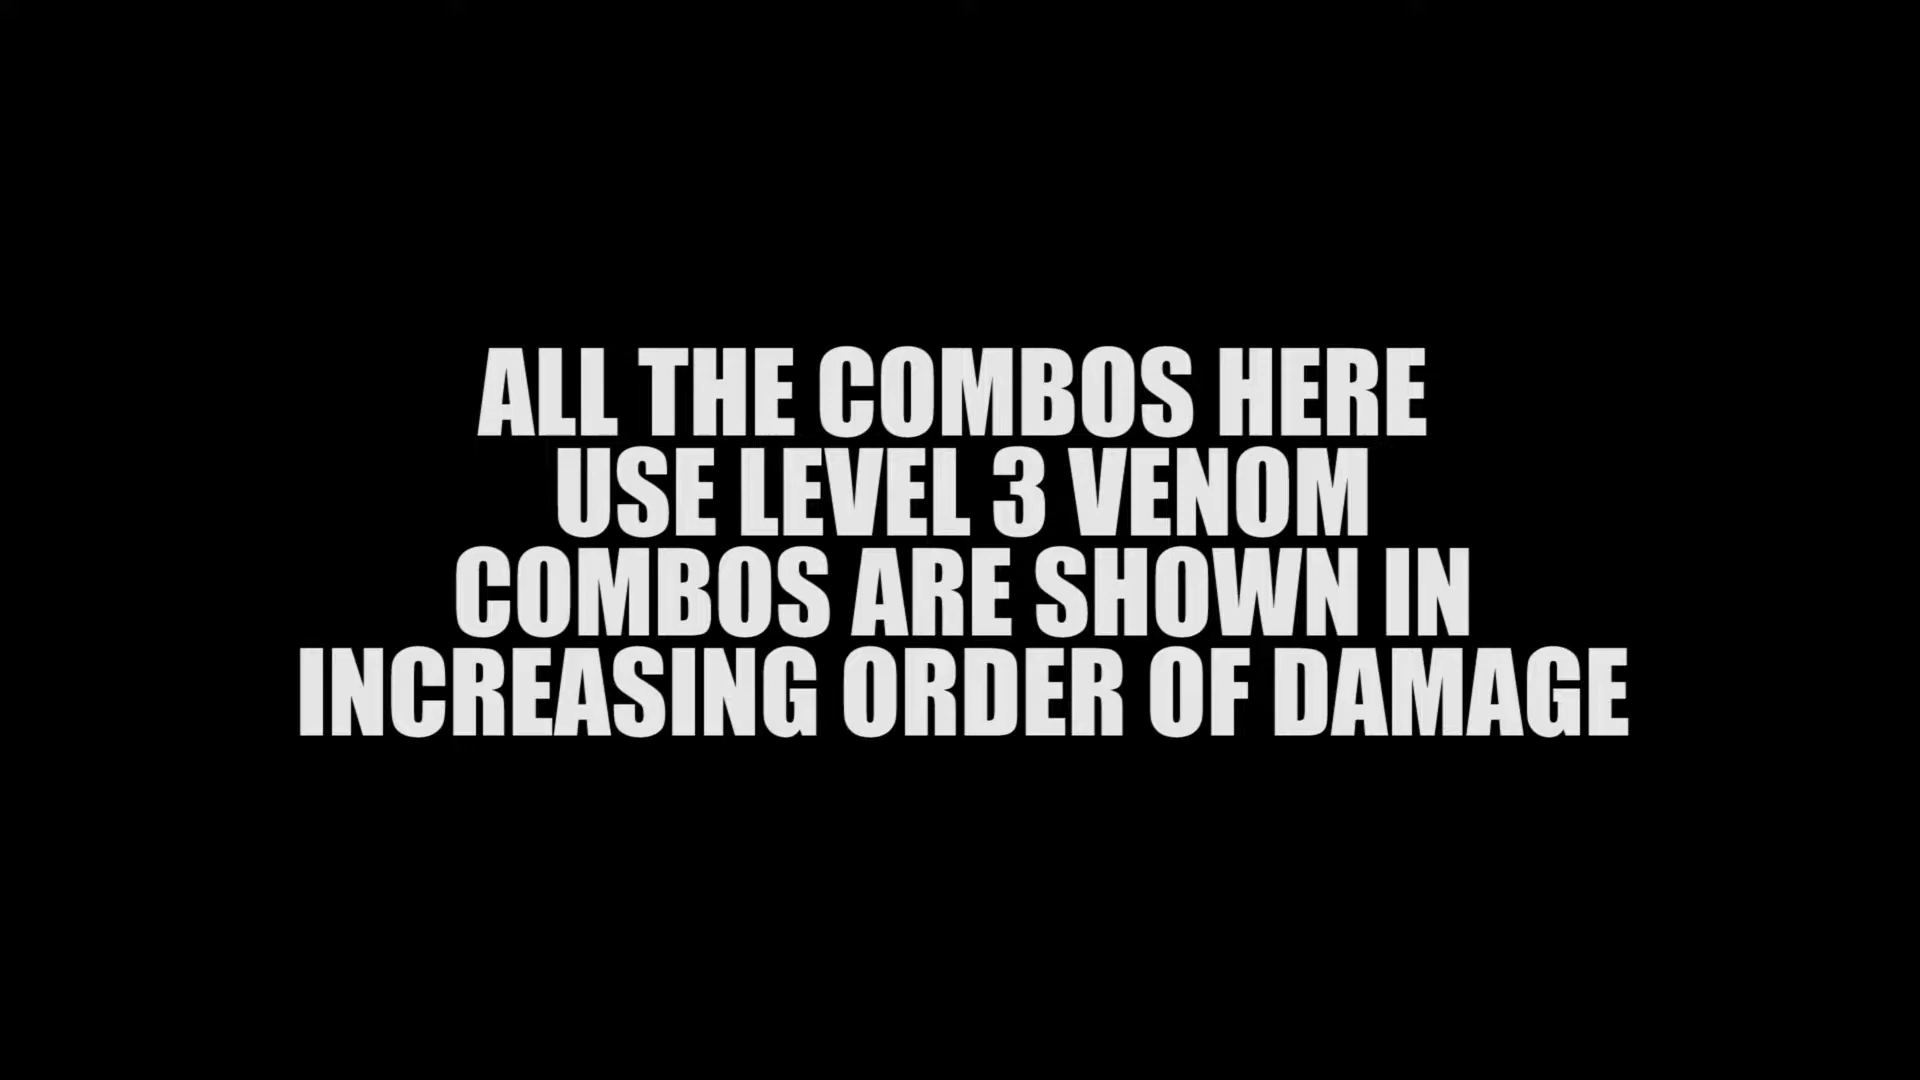 ALL THE COMBOS HERE
USE LEVEL 3 VENOM
COMBOS ARE SHOWN IN
INCREASING ORDER OF DAMAGE